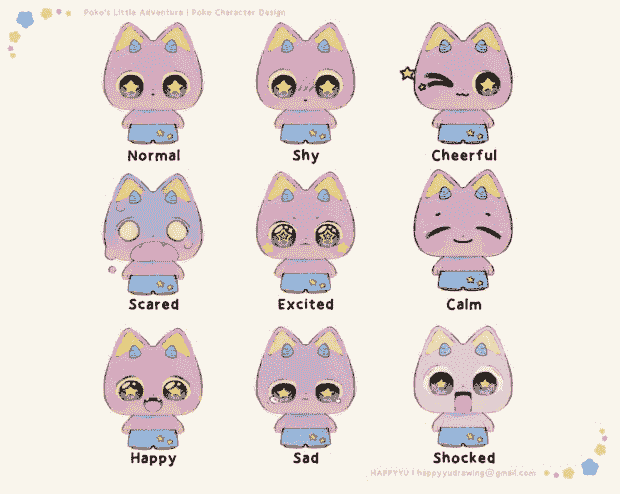 Poko's Little Adventure | Poko Character Design
Normal
Shy
Cheerful
Scared
Excited
Calm
Happy
Sad
Shocked
HAPPYYU | happyyudrawing@gmail.com